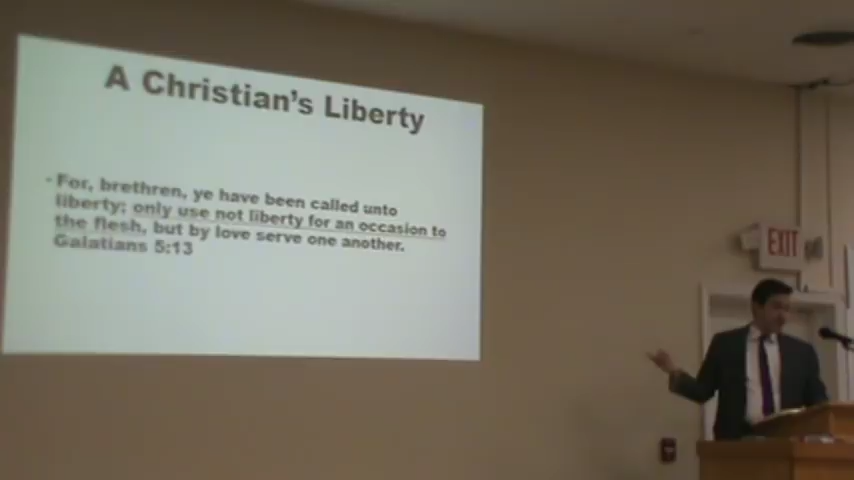 A Christian's Liberty
- For, brethren, ye have been called unto
liberty; only use not liberty for an occasion to
the flesh, but by love serve one another.
Galatians 5:13
EXIT